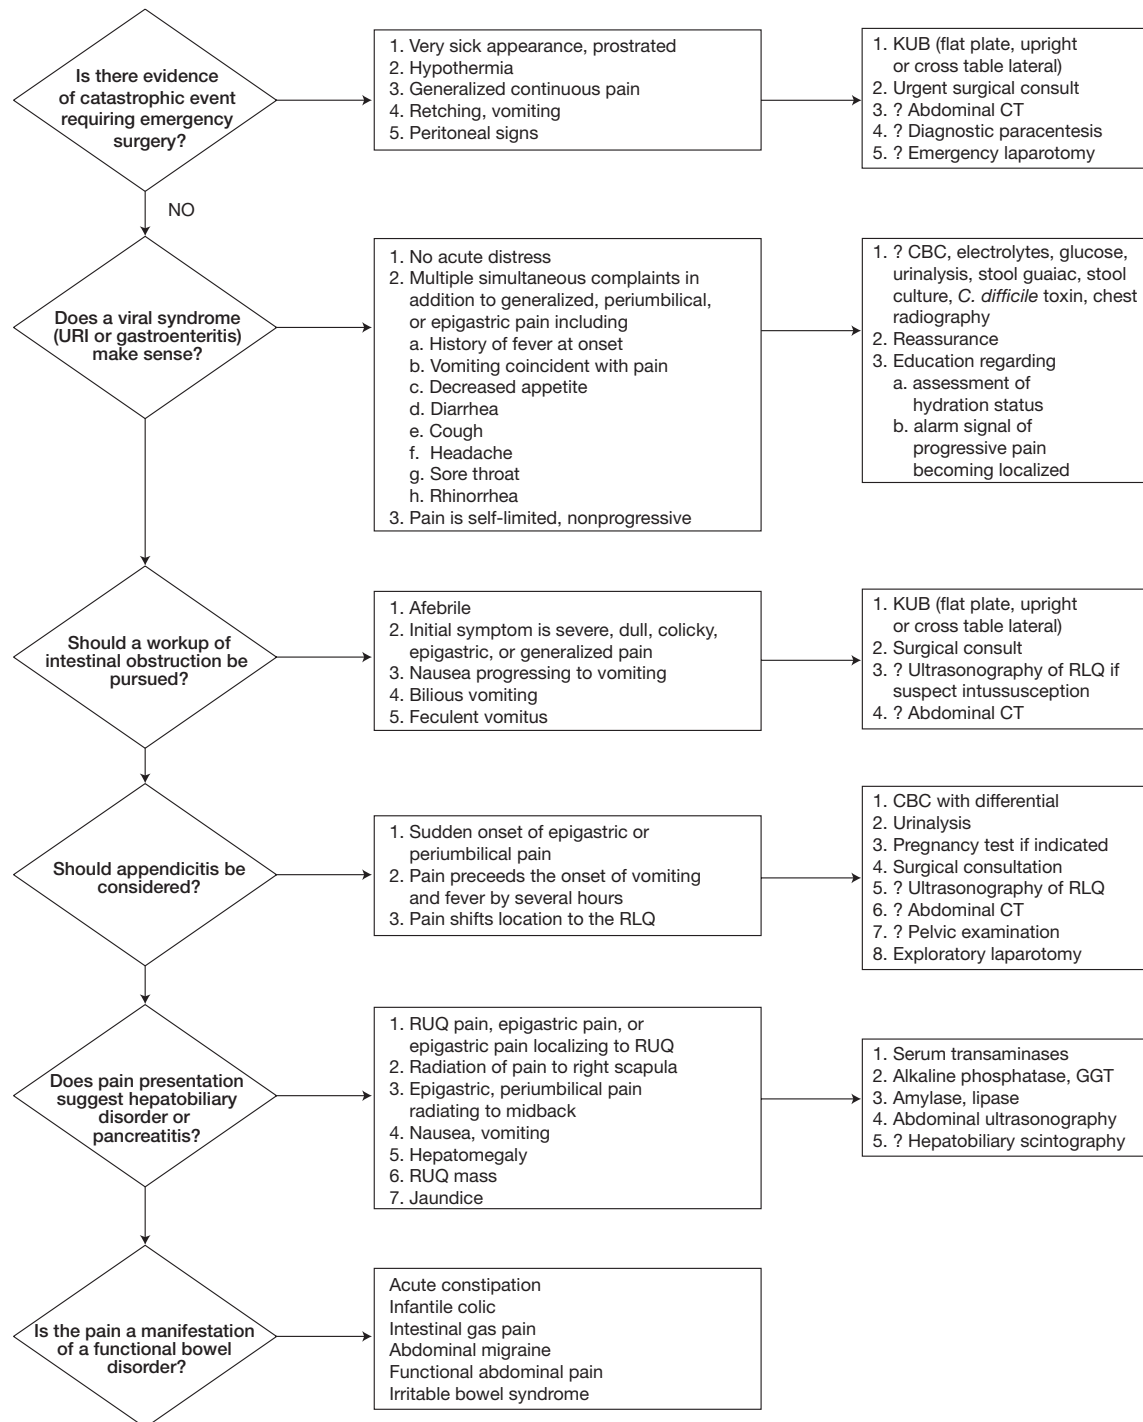 Is there evidence
of catastrophic event
requiring emergency
surgery?
1. Very sick appearance, prostrated
2. Hypothermia
3. Generalized continuous pain
4. Retching, vomiting
5. Peritoneal signs
1. KUB (flat plate, upright
or cross table lateral)
2. Urgent surgical consult
3. ? Abdominal CT
4. ? Diagnostic paracentesis
5. ? Emergency laparotomy
NO
Does a viral syndrome
(URI or gastroenteritis)
make sense?
1. No acute distress
2. Multiple simultaneous complaints in
addition to generalized, periumbilical,
or epigastric pain including
a. History of fever at onset
b. Vomiting coincident with pain
c. Decreased appetite
d. Diarrhea
e. Cough
f. Headache
g. Sore throat
h. Rhinorrhea
3. Pain is self-limited, nonprogressive
1. ? CBC, electrolytes, glucose,
urinalysis, stool guaiac, stool
culture, C. difficile toxin, chest
radiography
2. Reassurance
3. Education regarding
a. assessment of
hydration status
b. alarm signal of
progressive pain
becoming localized
Should a workup of
intestinal obstruction be
pursued?
1. Afebrile
2. Initial symptom is severe, dull, colicky,
epigastric, or generalized pain
3. Nausea progressing to vomiting
4. Bilious vomiting
5. Feculent vomitus
1. KUB (flat plate, upright
or cross table lateral)
2. Surgical consult
3. ? Ultrasonography of RLQ if
suspect intussusception
4. ? Abdominal CT
Should appendicitis be
considered?
1. Sudden onset of epigastric or
periumbilical pain
2. Pain preceeds the onset of vomiting
and fever by several hours
3. Pain shifts location to the RLQ
1. CBC with differential
2. Urinalysis
3. Pregnancy test if indicated
4. Surgical consultation
5. ? Ultrasonography of RLQ
6. ? Abdominal CT
7. ? Pelvic examination
8. Exploratory laparotomy
Does pain presentation
suggest hepatobiliary
disorder or
pancreatitis?
1. RUQ pain, epigastric pain, or
epigastric pain localizing to RUQ
2. Radiation of pain to right scapula
3. Epigastric, periumbilical pain
radiating to midback
4. Nausea, vomiting
5. Hepatomegaly
6. RUQ mass
7. Jaundice
1. Serum transaminases
2. Alkaline phosphatase, GGT
3. Amylase, lipase
4. Abdominal ultrasonography
5. ? Hepatobiliary scintography
Is the pain a manifestation
of a functional bowel
disorder?
Acute constipation
Infantile colic
Intestinal gas pain
Abdominal migraine
Functional abdominal pain
Irritable bowel syndrome